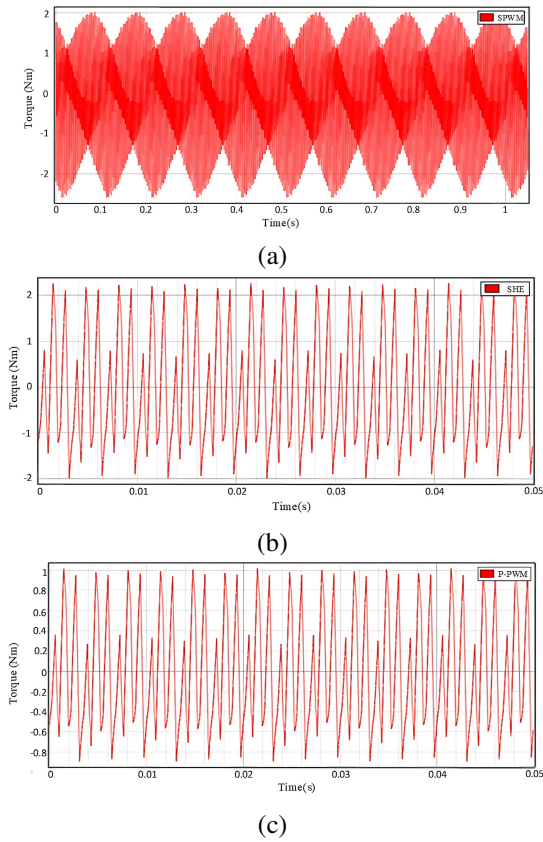 2
1
0
-1
-2
Torque (Nm)
SPWM
0 0.1 0.2 0.3 0.4 0.5 0.6 0.7 0.8 0.9 1
Time(s)
(a)
2
1
0
-1
-2
Torque (Nm)
SHE
0 0.01 0.02 0.03 0.04 0.05
Time(s)
(b)
1
0.8
0.6
0.4
0.2
0
-0.2
-0.4
-0.6
-0.8
Torque (Nm)
P-PWM
0 0.01 0.02 0.03 0.04 0.05
Time(s)
(c)